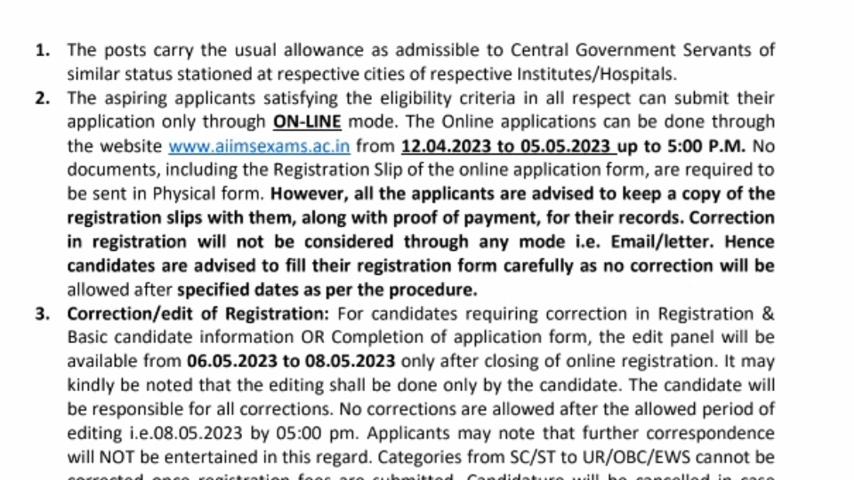 1. The posts carry the usual allowance as admissible to Central Government Servants of
similar status stationed at respective cities of respective Institutes/Hospitals.
2. The aspiring applicants satisfying the eligibility criteria in all respect can submit their
application only through ON-LINE mode. The Online applications can be done through
the website www.aiimsexams.ac.in from 12.04.2023 to 05.05.2023 up to 5:00 P.M. No
documents, including the Registration Slip of the online application form, are required to
be sent in Physical form. However, all the applicants are advised to keep a copy of the
registration slips with them, along with proof of payment, for their records. Correction
in registration will not be considered through any mode i.e. Email/letter. Hence
candidates are advised to fill their registration form carefully as no correction will be
allowed after specified dates as per the procedure.
3. Correction/edit of Registration: For candidates requiring correction in Registration &
Basic candidate information OR Completion of application form, the edit panel will be
available from 06.05.2023 to 08.05.2023 only after closing of online registration. It may
kindly be noted that the editing shall be done only by the candidate. The candidate will
be responsible for all corrections. No corrections are allowed after the allowed period of
editing i.e.08.05.2023 by 05:00 pm. Applicants may note that further correspondence
will NOT be entertained in this regard. Categories from SC/ST to UR/OBC/EWS cannot be
corrected once registration fees are submitted. Candidature will be cancelled in case